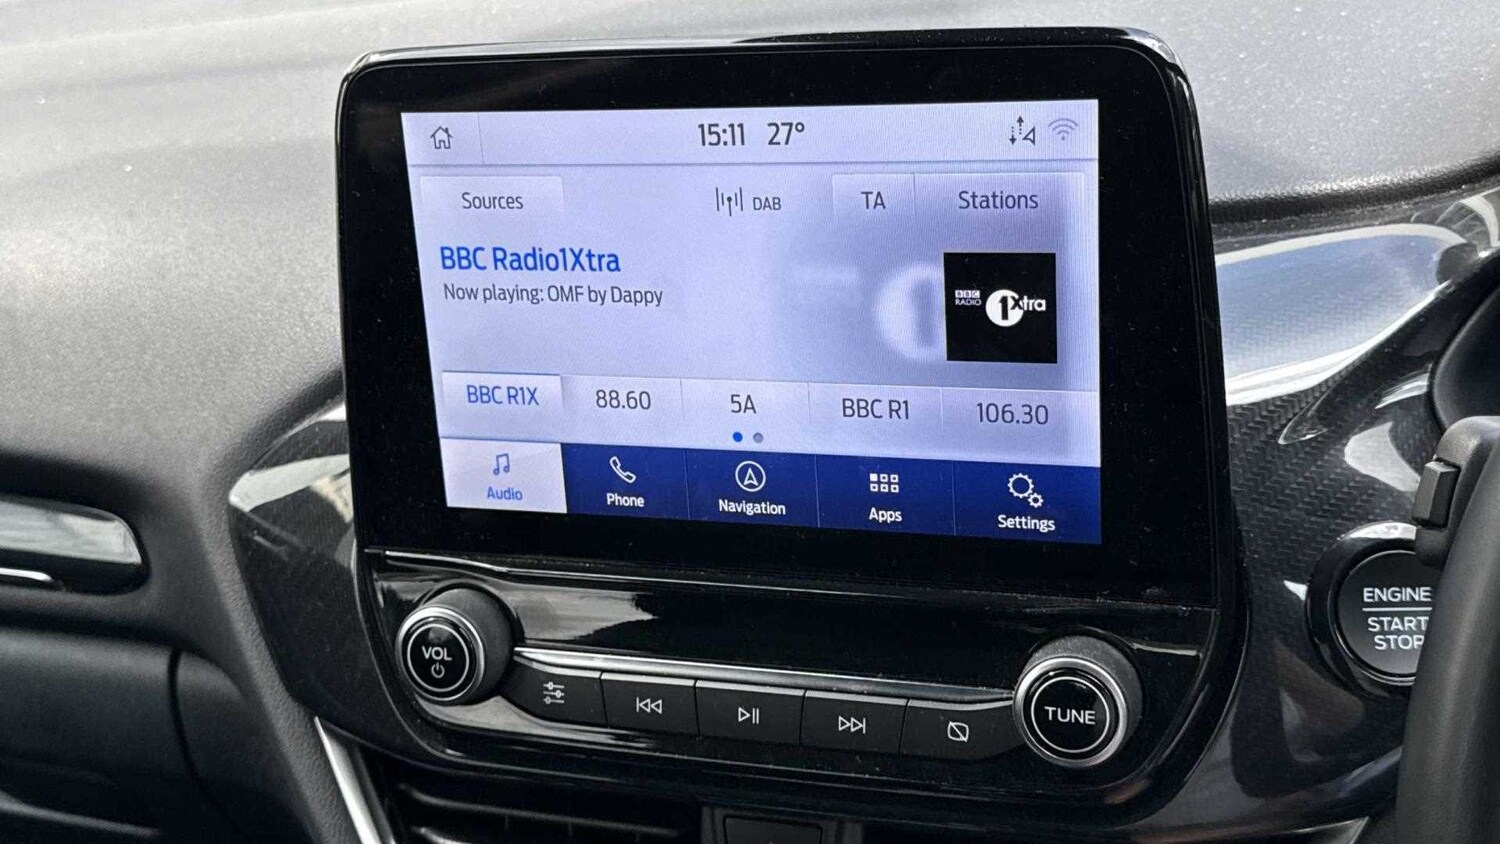 15:11 27°
Sources DAB TA Stations
BBC Radio1Xtra
Now playing: OMF by Dappy
BBC RADIO 1Xtra
BBC R1X 88.60 5A BBC R1 106.30
Audio Phone Navigation Apps Settings
ENGINE
START
STOP
VOL
TUNE